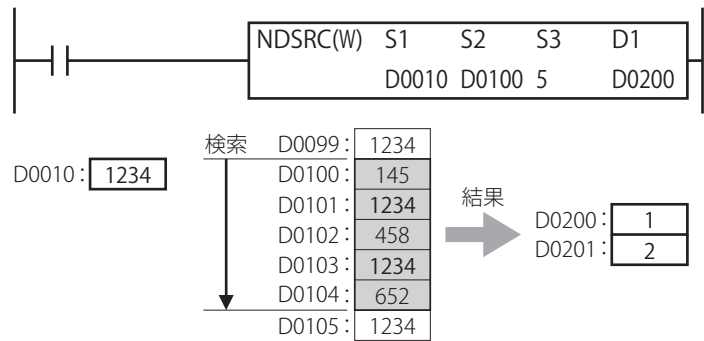 NDSRC(W) S1 S2 S3 D1
D0010 D0100 5 D0200
検索 D0099: 1234
D0010: 1234
D0100: 145
D0101: 1234
結果
D0102: 458
D0200: 1
D0103: 1234
D0201: 2
D0104: 652
D0105: 1234